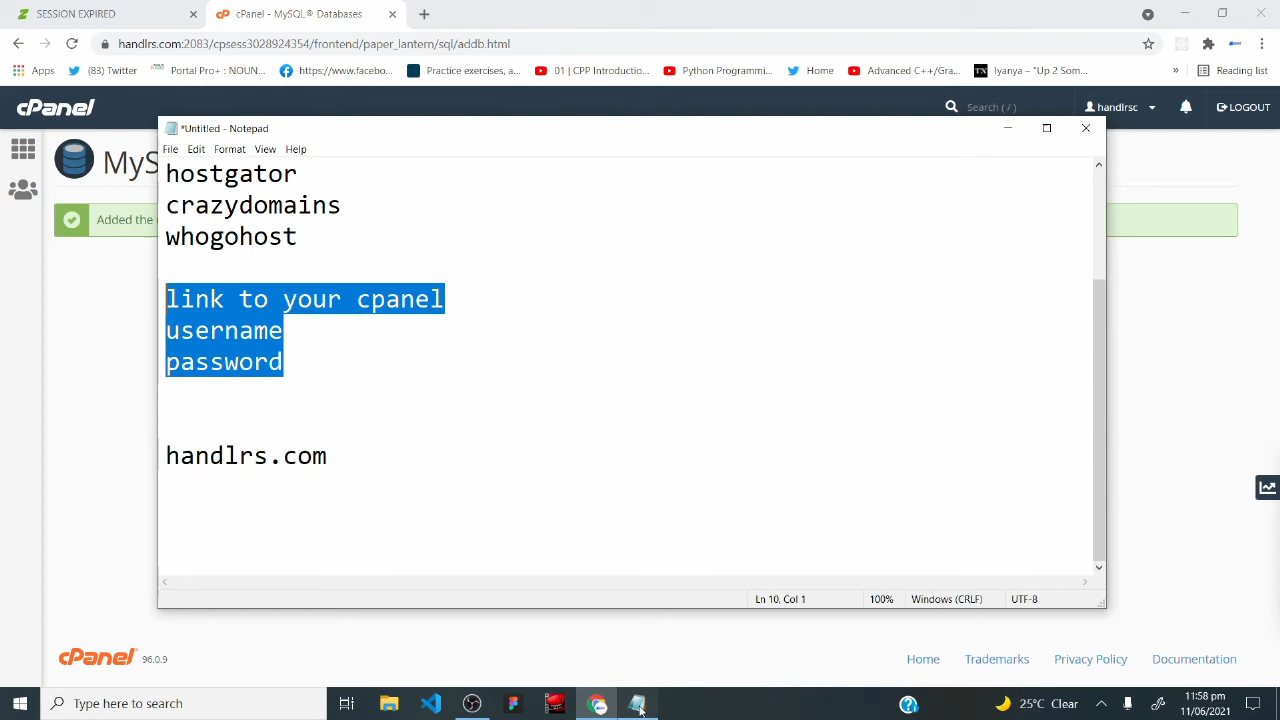 SESSION EXPIRED
cPanel - MySQL® Databases
handlrs.com:2083/cpsess3028924354/frontend/paper_lantern/sql/addb.html
Apps
(83) Twitter
Portal Pro+ : NOUN...
https://www.facebo...
Practice exercises, a...
01 | CPP Introductio...
Python Programmi...
Home
Advanced C++/Gra...
Iyanya – "Up 2 Som...
»
Reading list
cPanel
Search ( / )
handlrsc
LOGOUT
*Untitled - Notepad
File Edit Format View Help
MyS
hostgator
crazydomains
Added the
whogohost
link to your cpanel
username
password
handlrs.com
Ln 10, Col 1
100%
Windows (CRLF)
UTF-8
cPanel 96.0.9
Home
Trademarks
Privacy Policy
Documentation
Type here to search
25°C Clear
11:58 pm
11/06/2021